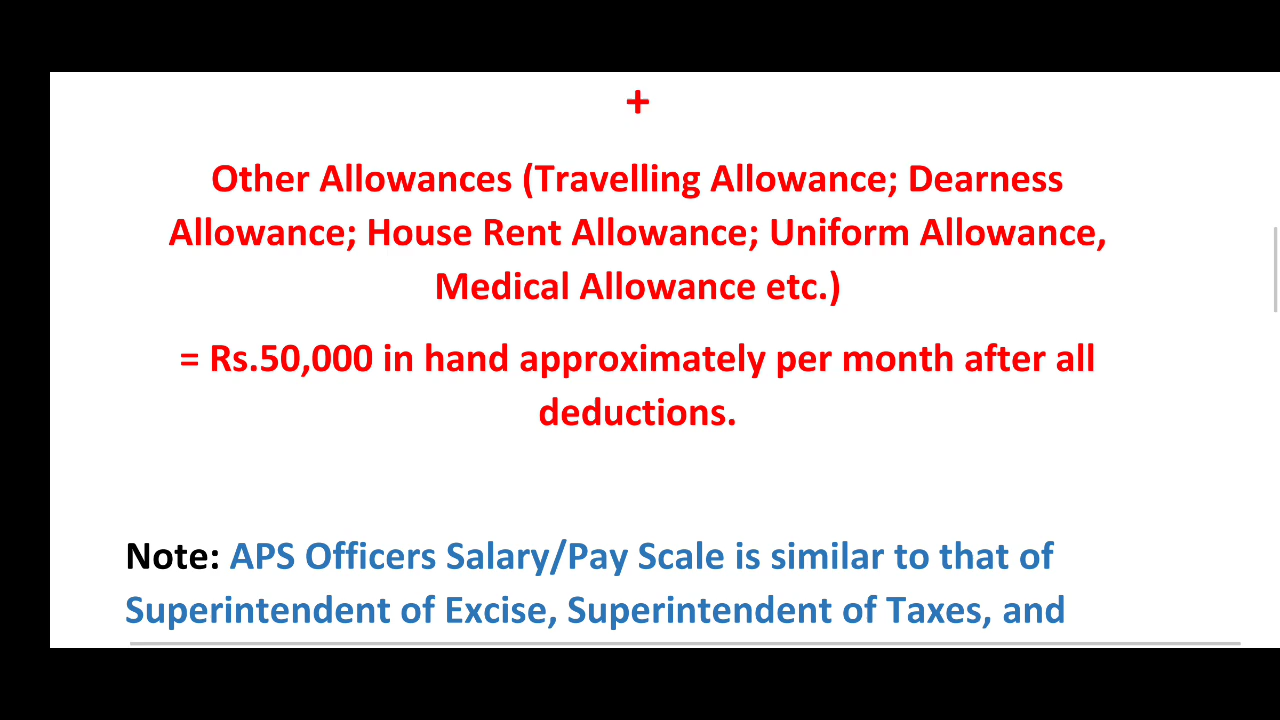 +
Other Allowances (Travelling Allowance; Dearness
Allowance; House Rent Allowance; Uniform Allowance,
Medical Allowance etc.)
= Rs.50,000 in hand approximately per month after all
deductions.
Note: APS Officers Salary/Pay Scale is similar to that of
Superintendent of Excise, Superintendent of Taxes, and